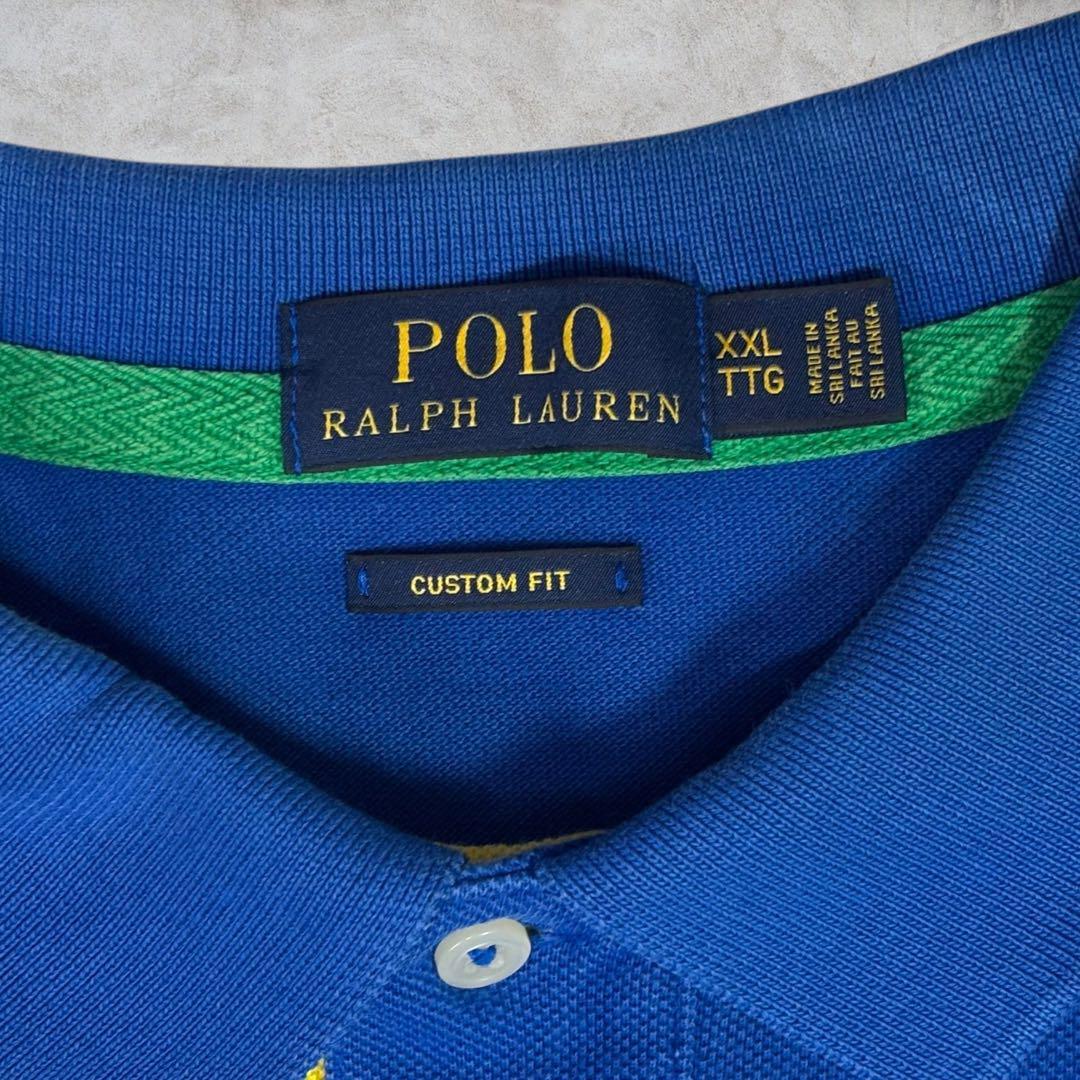 POLO
RALPH LAUREN
XXL
TTG
MADE IN
SRI LANKA
FAIT AU
SRI LANKA
CUSTOM FIT